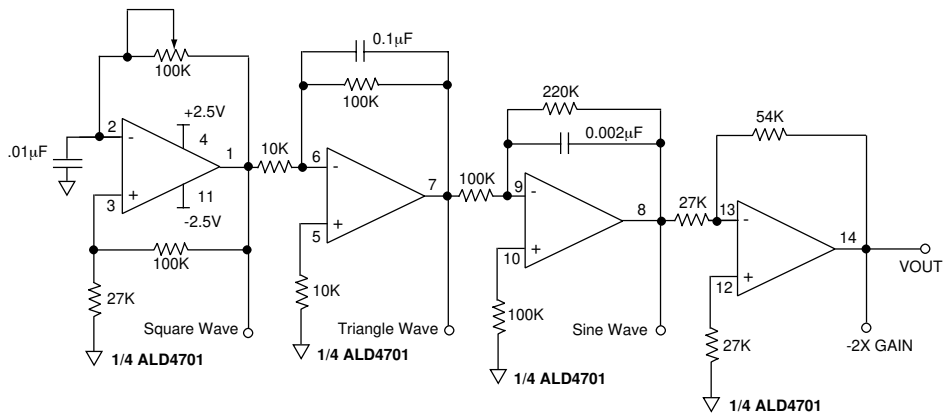 100K
+2.5V
4
2
-
.01µF
1
+
3
11
-2.5V
100K
27K
Square Wave
1/4 ALD4701
0.1µF
100K
10K
6
-
7
+
5
10K
Triangle Wave
1/4 ALD4701
220K
0.002µF
100K
9
-
8
+
10
100K
Sine Wave
1/4 ALD4701
54K
27K
13
-
14
VOUT
12
+
27K
-2X GAIN
1/4 ALD4701